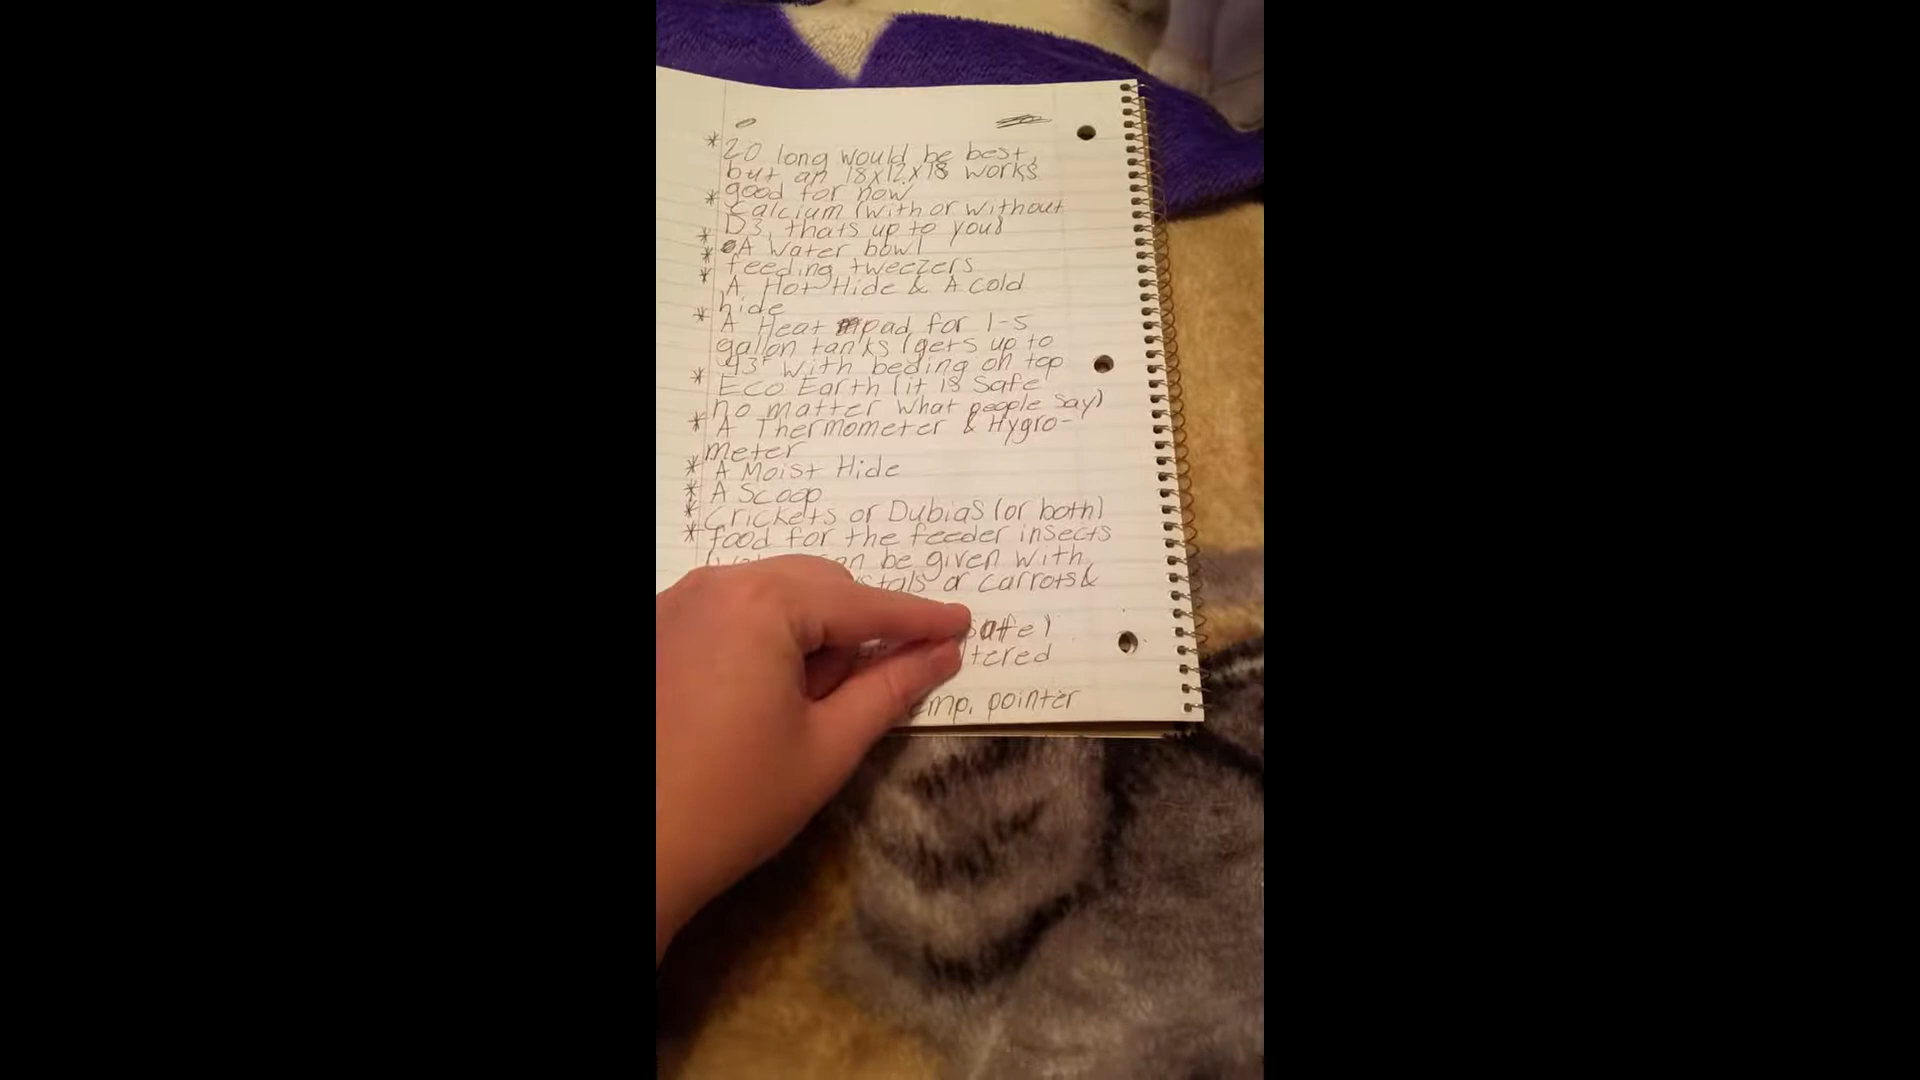 * 20 long would be best,
but an 18x12x18 works
good for now
* Calcium (with or without
D3, thats up to you)
* A Water bowl
* feeding tweezers
* A Hot Hide & A cold
hide
* A Heat pad for 1-5
gallon tanks (gets up to
93° with beding on top
* Eco Earth (it is safe
no matter what people say)
* A Thermometer & Hygro-
meter
* A Moist Hide
* A Scoop
* Crickets or Dubias (or both)
* food for the feeder insects
be given with
or carrots &
safe)
pointer